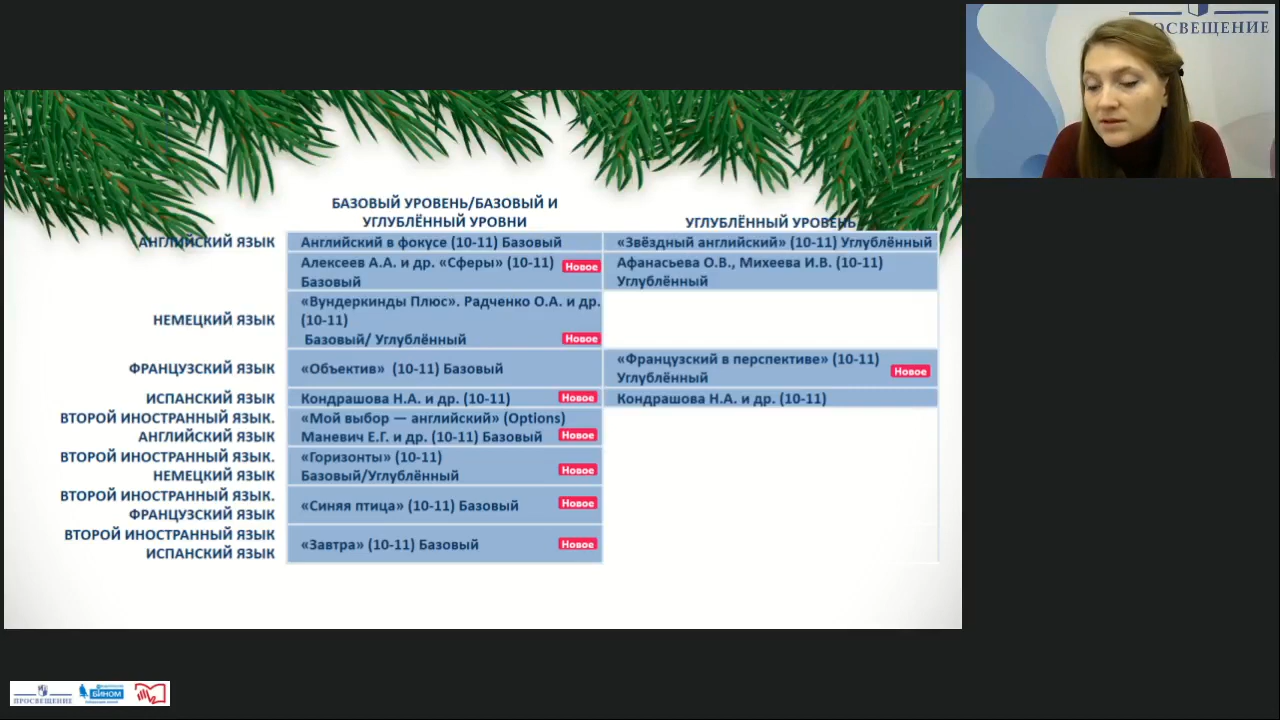 БАЗОВЫЙ УРОВЕНЬ/БАЗОВЫЙ И
УГЛУБЛЁННЫЙ УРОВНИ
УГЛУБЛЁННЫЙ УРОВЕНЬ
АНГЛИЙСКИЙ ЯЗЫК
Английский в фокусе (10-11) Базовый
«Звёздный английский» (10-11) Углублённый
Алексеев А.А. и др. «Сферы» (10-11)
Базовый
Новое
Афанасьева О.В., Михеева И.В. (10-11)
Углублённый
НЕМЕЦКИЙ ЯЗЫК
«Вундеркинды Плюс». Радченко О.А. и др.
(10-11)
Базовый/ Углублённый
Новое
ФРАНЦУЗСКИЙ ЯЗЫК
«Объектив» (10-11) Базовый
«Французский в перспективе» (10-11)
Углублённый
Новое
ИСПАНСКИЙ ЯЗЫК
Кондрашова Н.А. и др. (10-11)
Новое
Кондрашова Н.А. и др. (10-11)
ВТОРОЙ ИНОСТРАННЫЙ ЯЗЫК.
АНГЛИЙСКИЙ ЯЗЫК
«Мой выбор — английский» (Options)
Маневич Е.Г. и др. (10-11) Базовый
Новое
ВТОРОЙ ИНОСТРАННЫЙ ЯЗЫК.
НЕМЕЦКИЙ ЯЗЫК
«Горизонты» (10-11)
Базовый/Углублённый
Новое
ВТОРОЙ ИНОСТРАННЫЙ ЯЗЫК.
ФРАНЦУЗСКИЙ ЯЗЫК
«Синяя птица» (10-11) Базовый
Новое
ВТОРОЙ ИНОСТРАННЫЙ ЯЗЫК
ИСПАНСКИЙ ЯЗЫК
«Завтра» (10-11) Базовый
Новое
ПРОСВЕЩЕНИЕ
ПРОСВЕЩЕНИЕ
БИНОМ